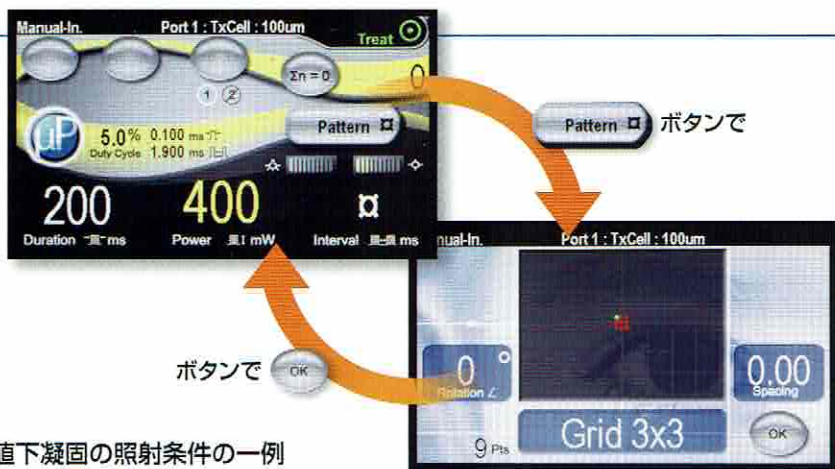 Manual-In. Port 1 : TxCell : 100um
Treat
Σn = 0
0
1 2
μP
5.0% 0.100 ms
Duty Cycle 1.900 ms
Pattern ¤
200 400 ¤
Duration ms Power mW Interval ms
Pattern ¤ ボタンで
nual-In. Port 1 : TxCell : 100um
0 °
Rotation ∠
0.00
Spacing
9 Pts
Grid 3x3
OK
ボタンで OK
値下凝固の照射条件の一例